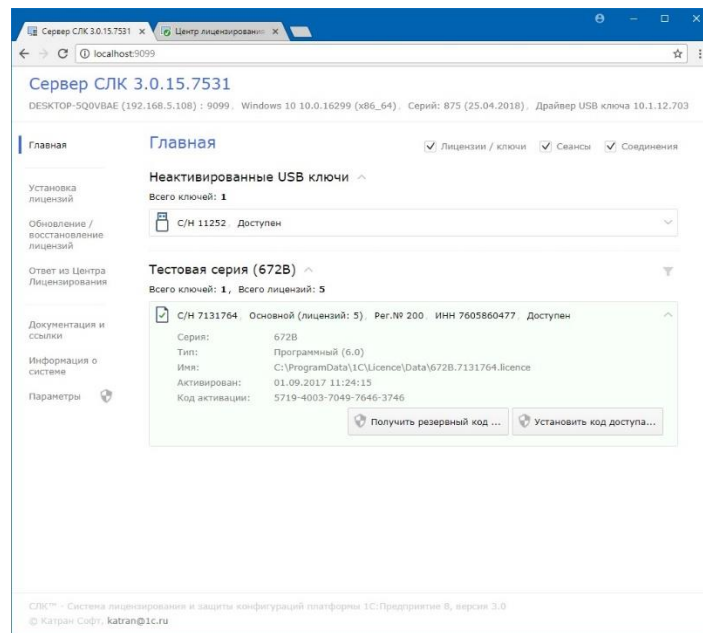 Сервер СЛК 3.0.15.7531
Центр лицензирования
localhost:9099
Сервер СЛК 3.0.15.7531
DESKTOP-5Q0VBAE (192.168.5.108) : 9099, Windows 10 10.0.16299 (x86_64), Серий: 875 (25.04.2018), Драйвер USB ключа 10.1.12.703
Главная
Установка
лицензий
Обновление /
восстановление
лицензий
Ответ из Центра
Лицензирования
Документация и
ссылки
Информация о
системе
Параметры
Главная
Лицензии / ключи
Сеансы
Соединения
Неактивированные USB ключи
Всего ключей: 1
С/Н 11252, Доступен
Тестовая серия (672B)
Всего ключей: 1, Всего лицензий: 5
С/Н 7131764, Основной (лицензий: 5), Рег.№ 200, ИНН 7605860477, Доступен
Серия: 672B
Тип: Программный (6.0)
Имя: C:\ProgramData\1C\Licence\Data\672B.7131764.licence
Активирован: 01.09.2017 11:24:15
Код активации: 5719-4003-7049-7646-3746
Получить резервный код ...
Установить код доступа...
СЛК™ - Система лицензирования и защиты конфигураций платформы 1С:Предприятие 8, версия 3.0
© Катран Софт, katran@1c.ru